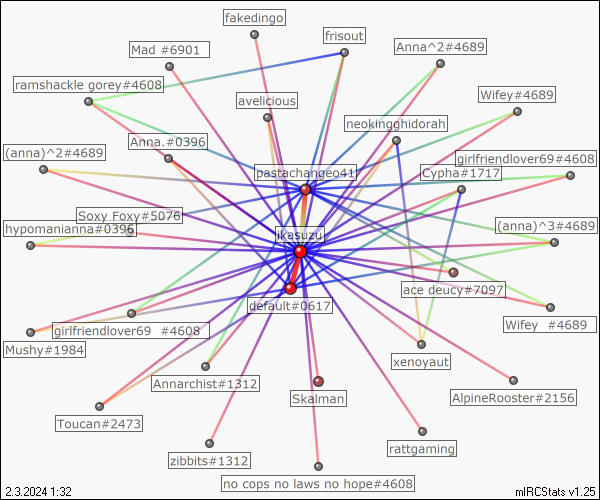 fakedingo
frisout
Mad #6901
Anna^2#4689
ramshackle gorey#4608
avelicious
Wifey#4689
neokingghidorah
Anna.#0396
(anna)^2#4689
girlfriendlover69#4608
pastachangeo41
Cypha#1717
Soxy Foxy#5076
hypomanianna#0396
(anna)^3#4689
ikasuzu
ace deucy#7097
default#0617
Wifey  #4689
girlfriendlover69  #4608
Mushy#1984
xenoyaut
Annarchist#1312
Skalman
AlpineRooster#2156
Toucan#2473
rattgaming
zibbits#1312
no cops no laws no hope#4608
2.3.2024 1:32
mIRCStats v1.25